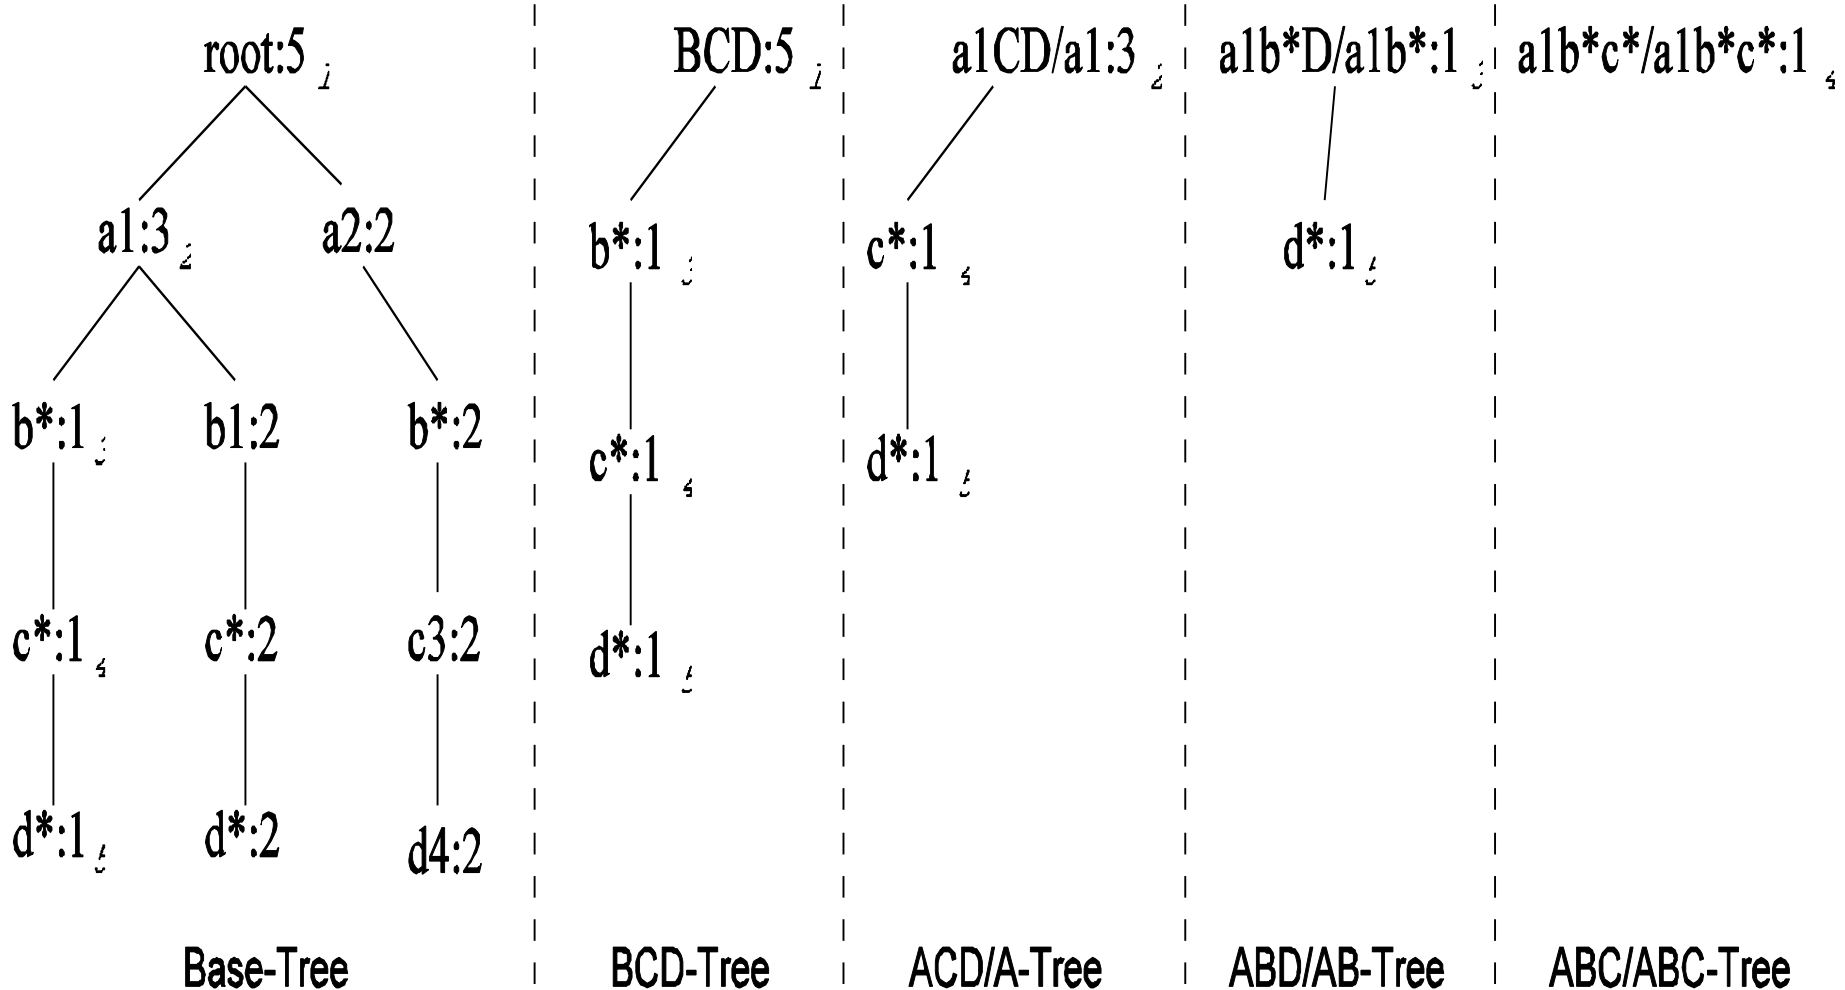 root:5 1 BCD:5 1 a1CD/a1:3 2 a1b*D/a1b*:1 3 a1b*c*/a1b*c*:1 4
a1:3 2 a2:2 b*:1 3 c*:1 4 d*:1 5
b*:1 3 b1:2 b*:2 c*:1 4 d*:1 5
c*:1 4 c*:2 c3:2 d*:1 5
d*:1 5 d*:2 d4:2
Base-Tree BCD-Tree ACD/A-Tree ABD/AB-Tree ABC/ABC-Tree